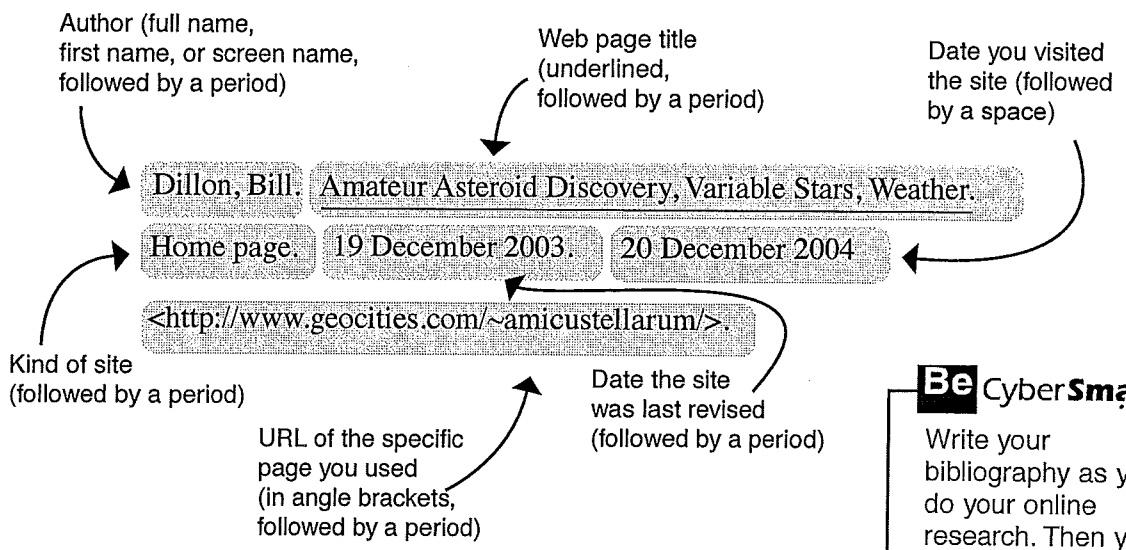 Author (full name,
first name, or screen name,
followed by a period)
Web page title
(underlined,
followed by a period)
Date you visited
the site (followed
by a space)
Dillon, Bill. Amateur Asteroid Discovery, Variable Stars, Weather.
Home page. 19 December 2003. 20 December 2004
<http://www.geocities.com/~amicustellarum/>.
Kind of site
(followed by a period)
URL of the specific
page you used
(in angle brackets,
followed by a period)
Date the site
was last revised
(followed by a period)
Be CyberSma
Write your
bibliography as y
do your online
research. Then y